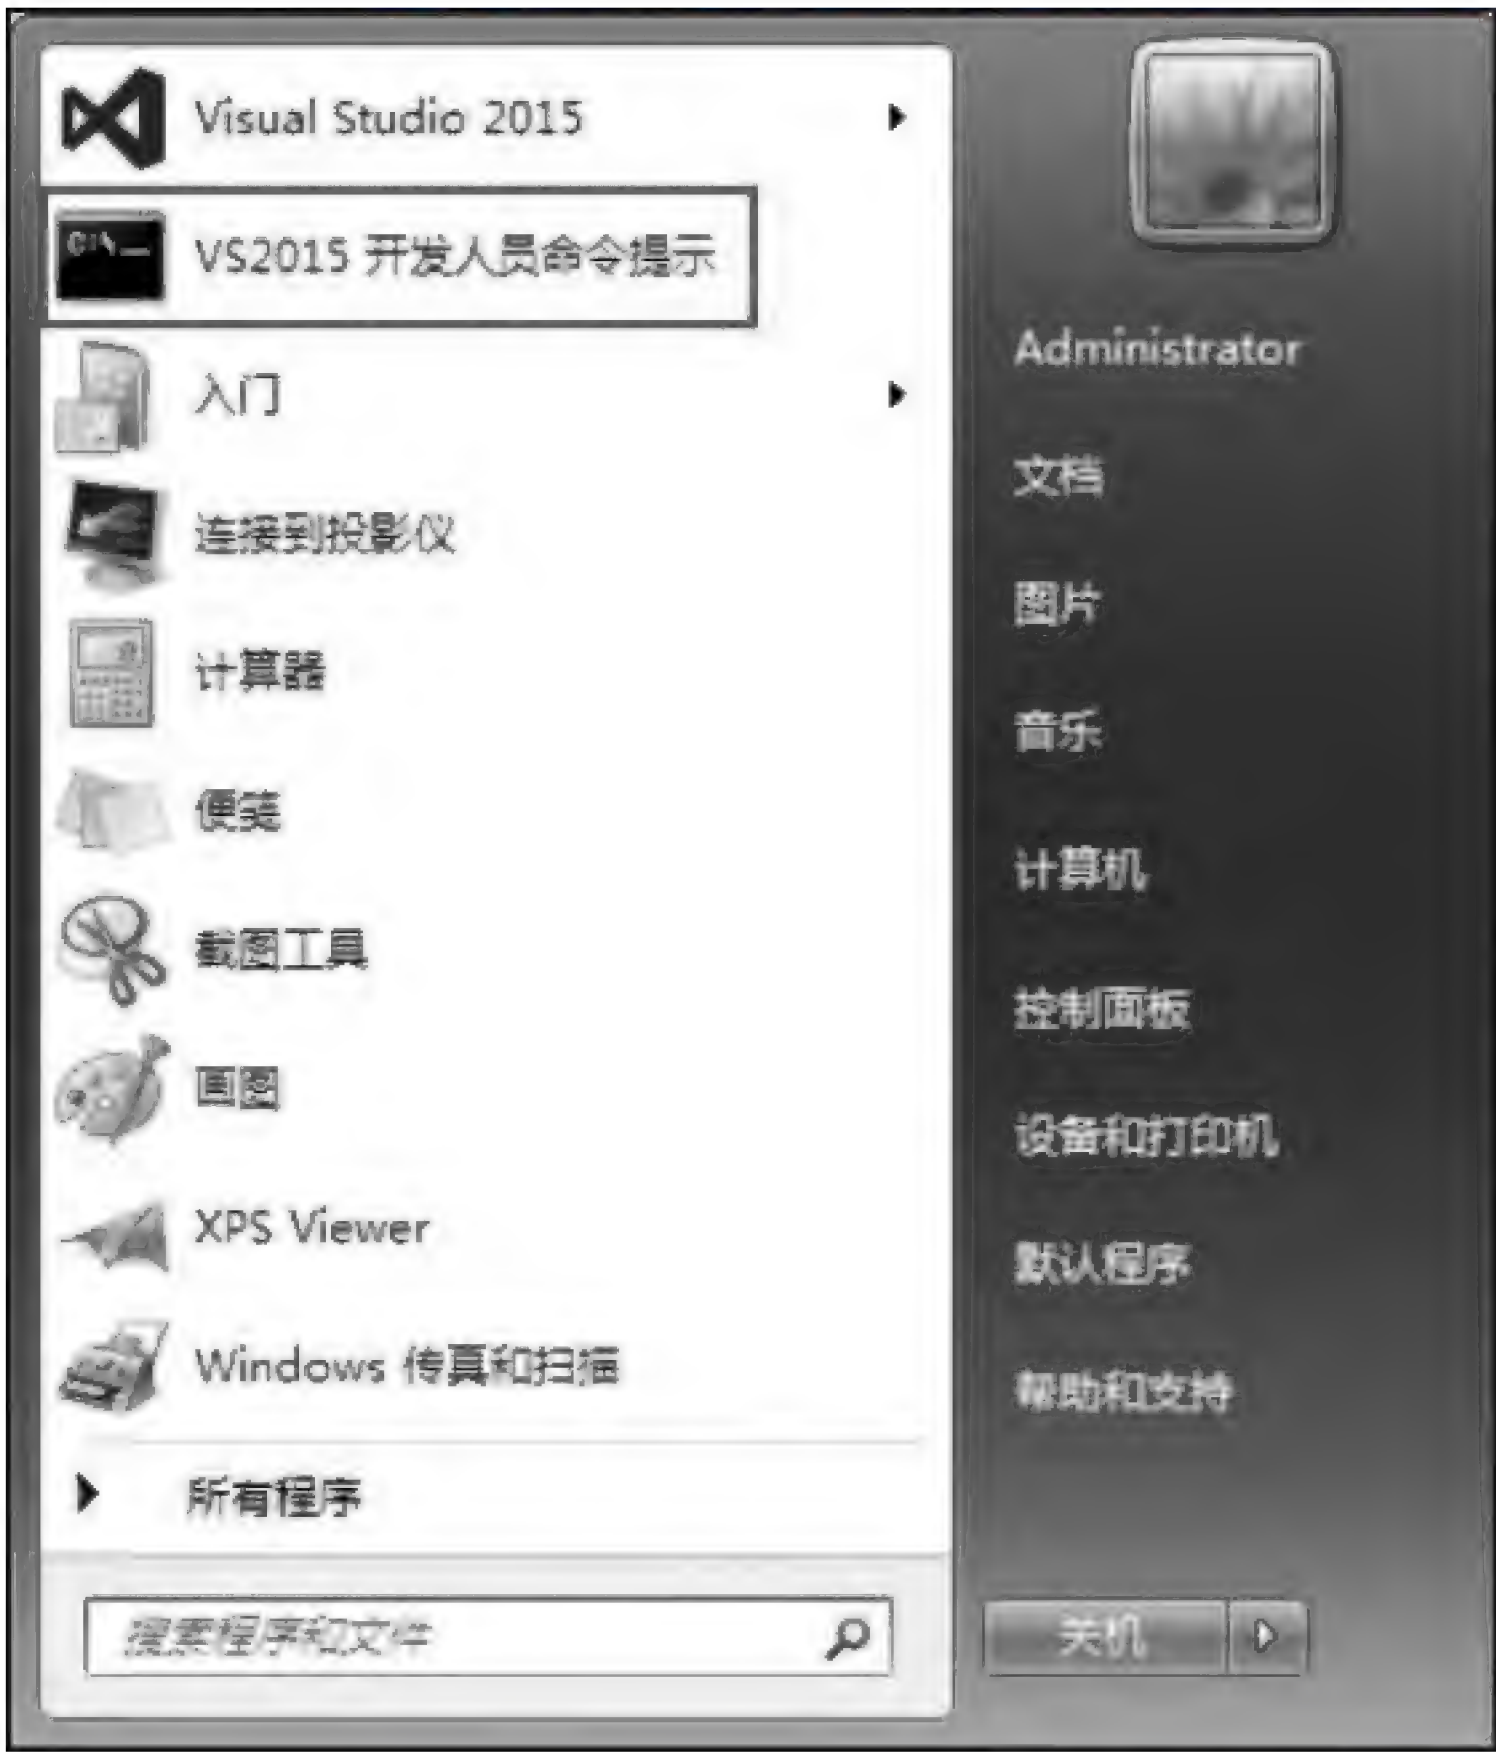 Visual Studio 2015
C:\
VS2015 开发人员命令提示
入门
连接到投影仪
计算器
便笺
截图工具
画图
XPS Viewer
Windows 传真和扫描
所有程序
搜索程序和文件
Administrator
文档
图片
音乐
计算机
控制面板
设备和打印机
默认程序
帮助和支持
关机